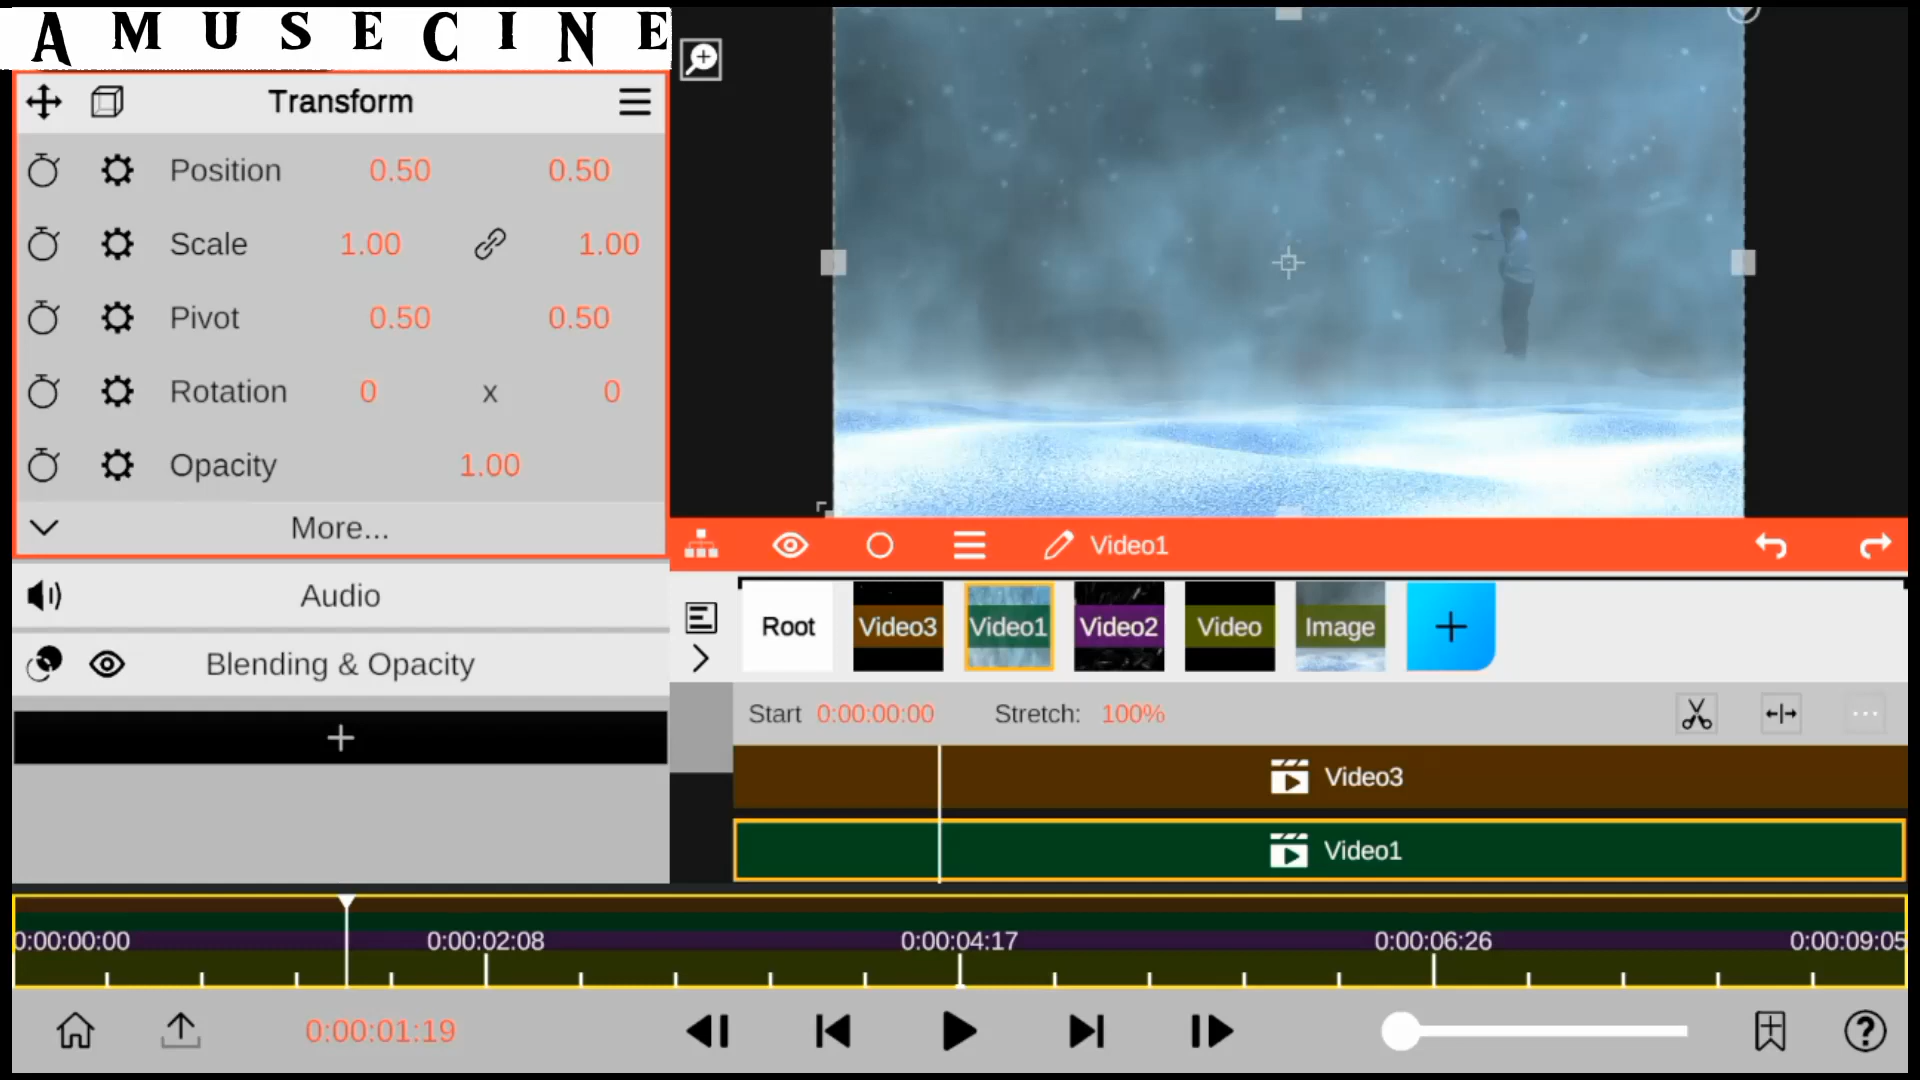 AMUSECINE
Transform
Position 0.50 0.50
Scale 1.00 1.00
Pivot 0.50 0.50
Rotation 0 x 0
Opacity 1.00
More...
Audio
Blending & Opacity
Video1
Root Video3 Video1 Video2 Video Image
Start 0:00:00:00 Stretch: 100%
Video3
Video1
0:00:00:00 0:00:02:08 0:00:04:17 0:00:06:26 0:00:09:05
0:00:01:19